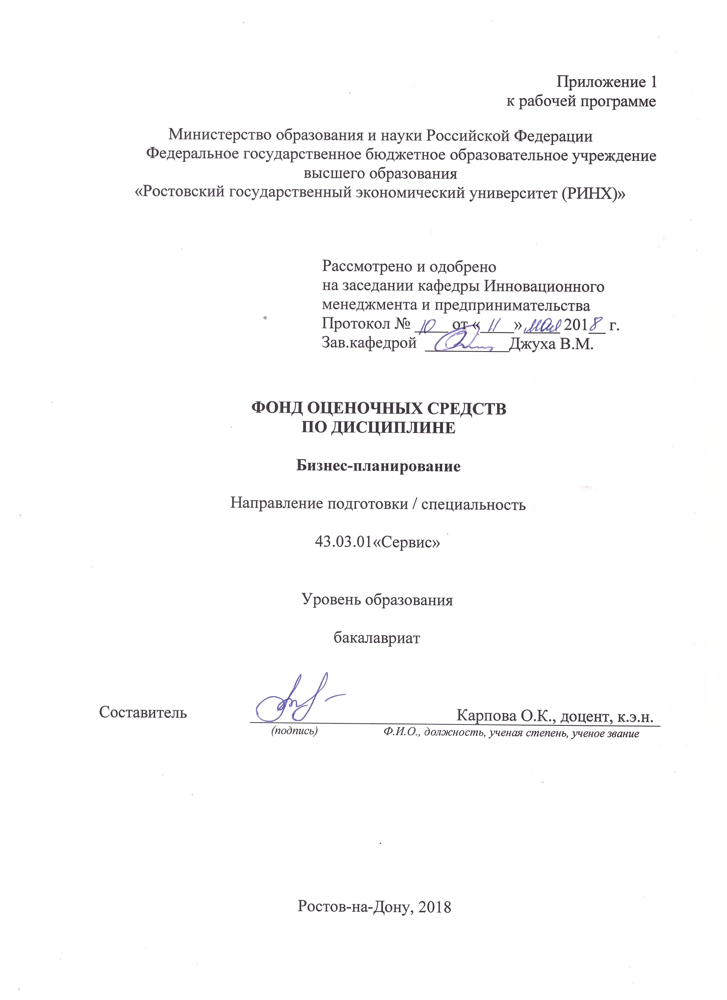 Приложение 1
к рабочей программе
Министерство образования и науки Российской Федерации
Федеральное государственное бюджетное образовательное учреждение
высшего образования
«Ростовский государственный экономический университет (РИНХ)»
Рассмотрено и одобрено
на заседании кафедры Инновационного
менеджмента и предпринимательства
Протокол № 10 от «11» мая 2018 г.
Зав.кафедрой Джуха В.М.
ФОНД ОЦЕНОЧНЫХ СРЕДСТВ
ПО ДИСЦИПЛИНЕ
Бизнес-планирование
Направление подготовки / специальность
43.03.01«Сервис»
Уровень образования
бакалавриат
Составитель Карпова О.К., доцент, к.э.н.
(подпись) Ф.И.О., должность, ученая степень, ученое звание
Ростов-на-Дону, 2018